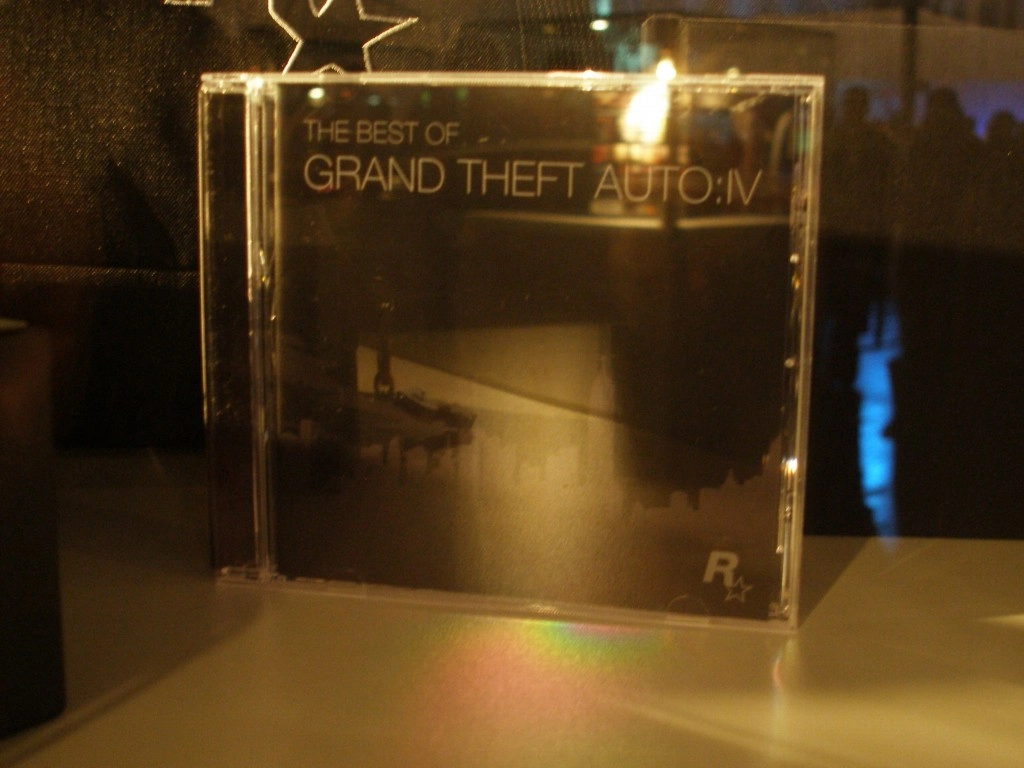 THE BEST OF
GRAND THEFT AUTO:IV
R